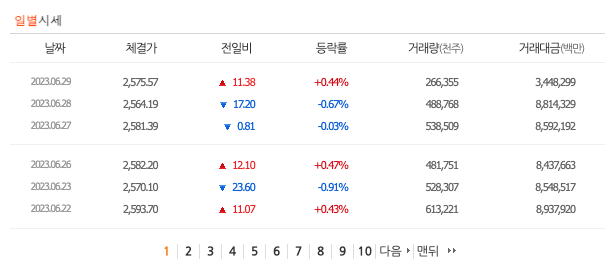 일별시세
날짜 체결가 전일비 등락률 거래량(천주) 거래대금(백만)
2023.06.29 2,575.57 ▲ 11.38 +0.44% 266,355 3,448,299
2023.06.28 2,564.19 ▼ 17.20 -0.67% 488,768 8,814,329
2023.06.27 2,581.39 ▼ 0.81 -0.03% 538,509 8,592,192
2023.06.26 2,582.20 ▲ 12.10 +0.47% 481,751 8,437,663
2023.06.23 2,570.10 ▼ 23.60 -0.91% 528,307 8,548,517
2023.06.22 2,593.70 ▲ 11.07 +0.43% 613,221 8,937,920
1 2 3 4 5 6 7 8 9 10 다음 맨뒤